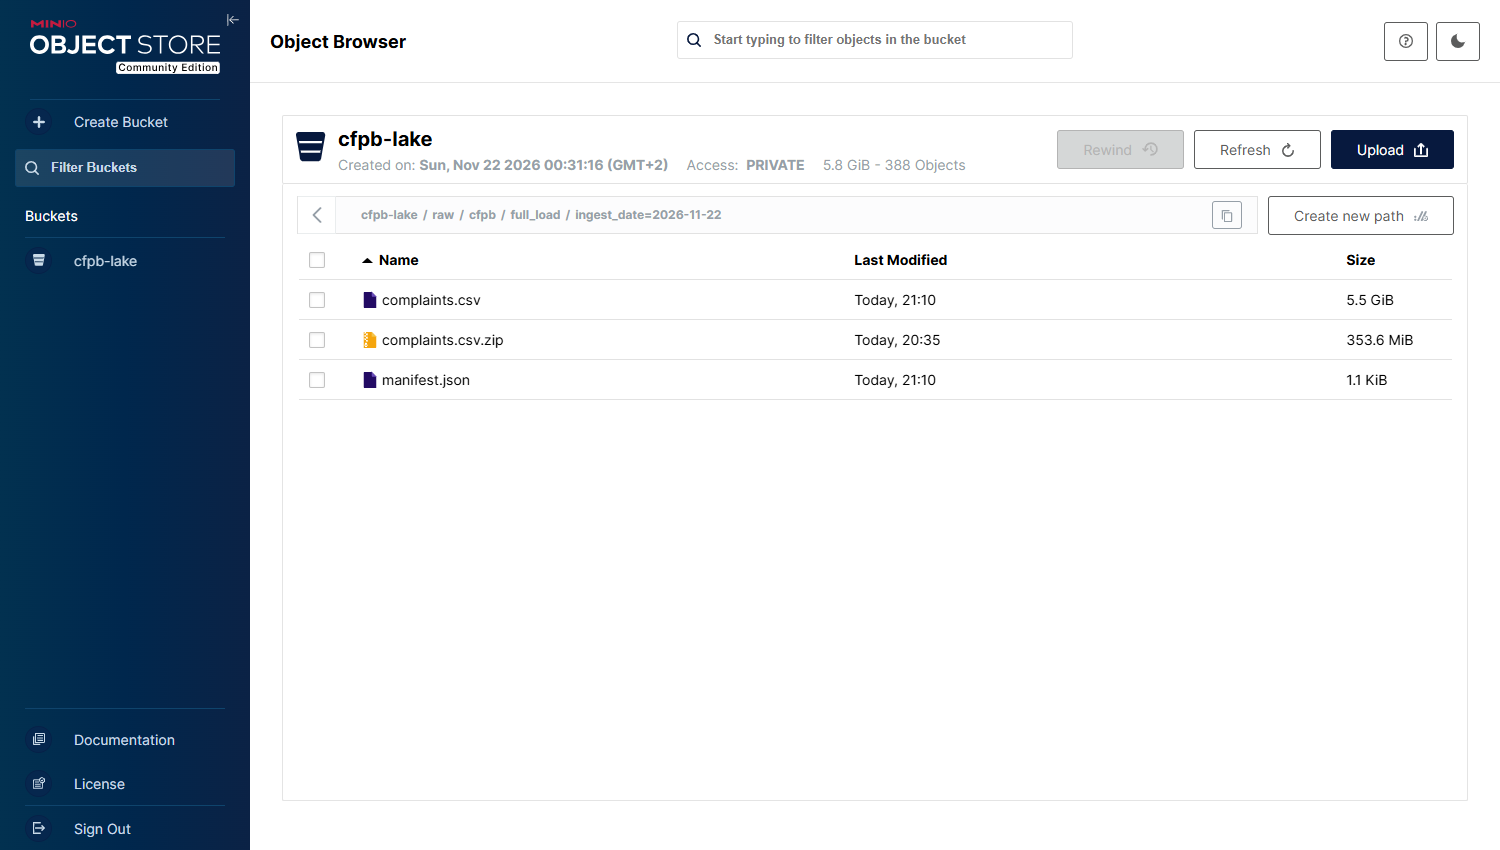 MINIO
OBJECT STORE
Community Edition
Create Bucket
Filter Buckets
Buckets
cfpb-lake
Documentation
License
Sign Out
Object Browser
Start typing to filter objects in the bucket
cfpb-lake
Created on: Sun, Nov 22 2026 00:31:16 (GMT+2) Access: PRIVATE 5.8 GiB - 388 Objects
Rewind
Refresh
Upload
cfpb-lake / raw / cfpb / full_load / ingest_date=2026-11-22
Create new path
Name Last Modified Size
complaints.csv Today, 21:10 5.5 GiB
complaints.csv.zip Today, 20:35 353.6 MiB
manifest.json Today, 21:10 1.1 KiB